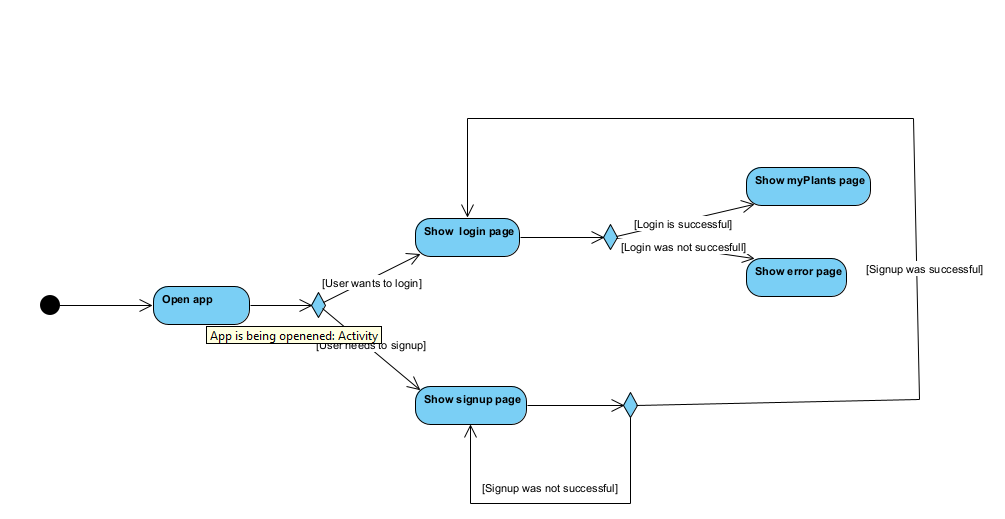 Show myPlants page
[Login is successful]
Show  login page
[Login was not succesfull]
Show error page
[Signup was successful]
[User wants to login]
Open app
App is being openened: Activity
[User needs to signup]
Show signup page
[Signup was not successful]